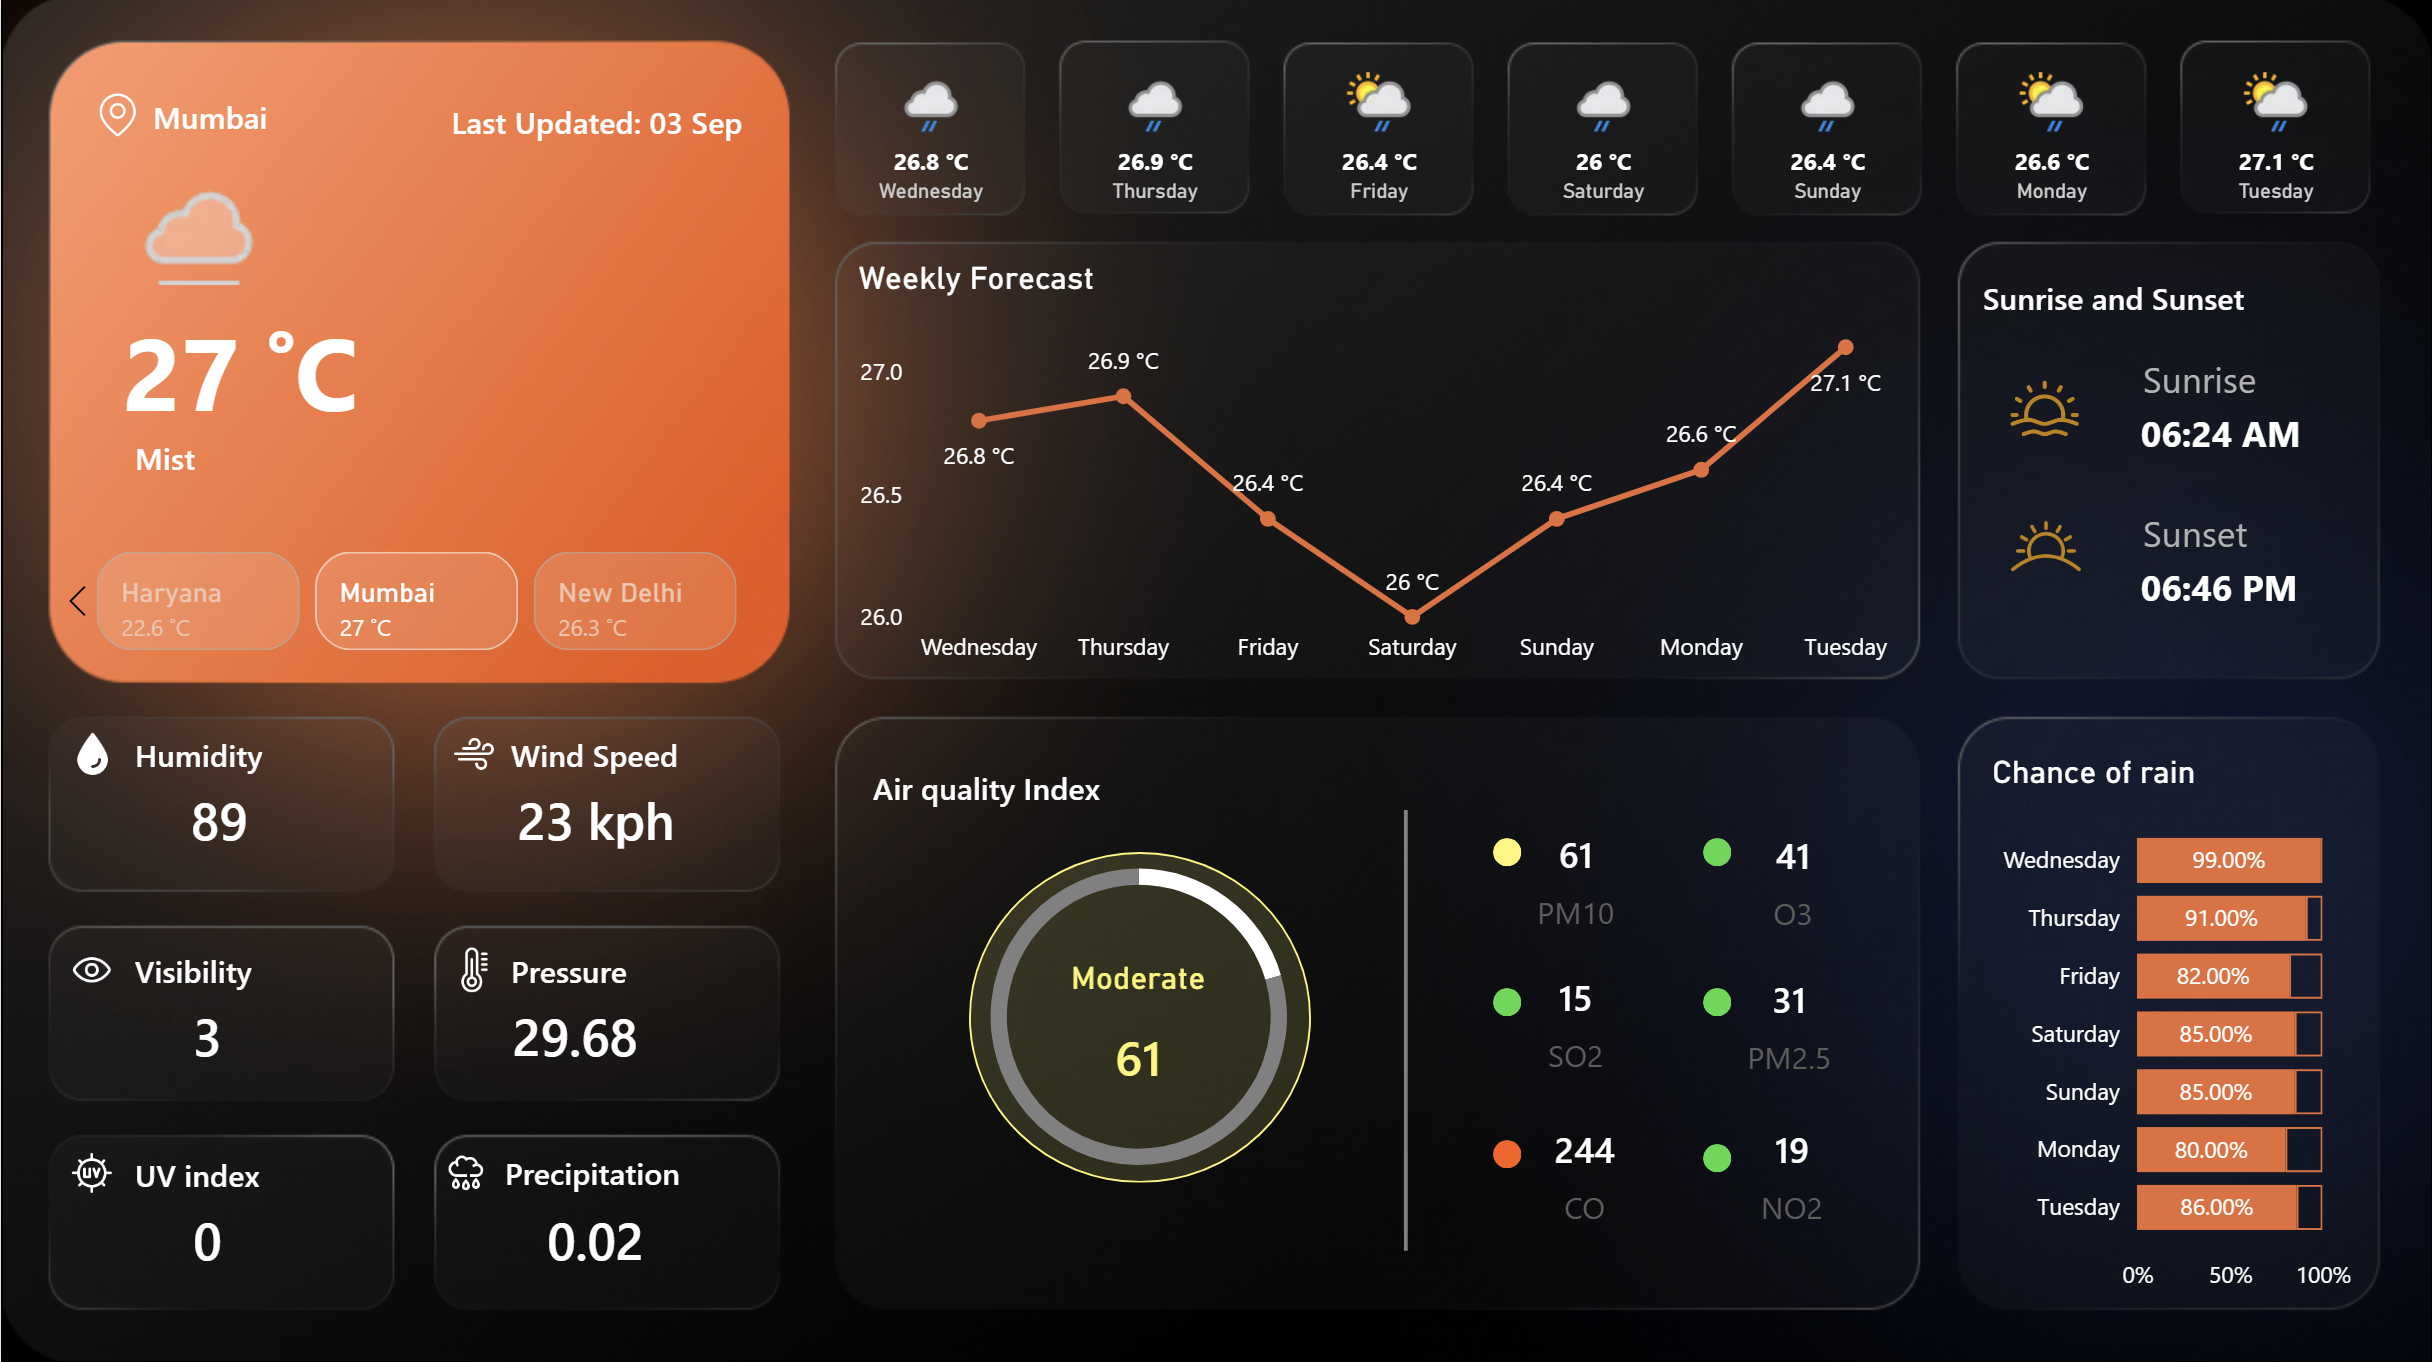 Mumbai
Last Updated: 03 Sep
27 °C
Mist
Haryana
22.6 °C
Mumbai
27 °C
New Delhi
26.3 °C
26.8 °C
Wednesday
26.9 °C
Thursday
26.4 °C
Friday
26 °C
Saturday
26.4 °C
Sunday
26.6 °C
Monday
27.1 °C
Tuesday
Weekly Forecast
27.0
26.5
26.0
26.8 °C
26.9 °C
26.4 °C
26 °C
26.4 °C
26.6 °C
27.1 °C
Wednesday Thursday Friday Saturday Sunday Monday Tuesday
Sunrise and Sunset
Sunrise
06:24 AM
Sunset
06:46 PM
Humidity
89
Wind Speed
23 kph
Visibility
3
Pressure
29.68
UV
UV index
0
Precipitation
0.02
Air quality Index
Moderate
61
61
PM10
41
O3
15
SO2
31
PM2.5
244
CO
19
NO2
Chance of rain
Wednesday 99.00%
Thursday 91.00%
Friday 82.00%
Saturday 85.00%
Sunday 85.00%
Monday 80.00%
Tuesday 86.00%
0% 50% 100%